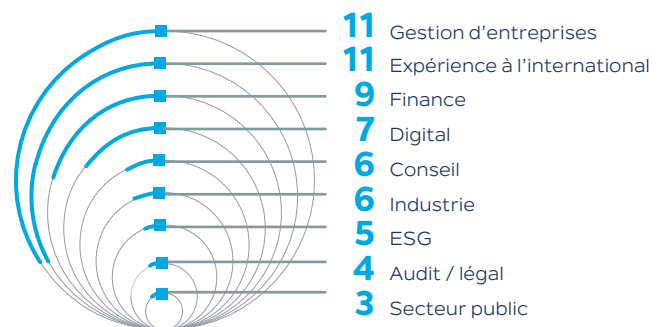 11 Gestion d'entreprises
11 Expérience à l'international
9 Finance
7 Digital
6 Conseil
6 Industrie
5 ESG
4 Audit / légal
3 Secteur public